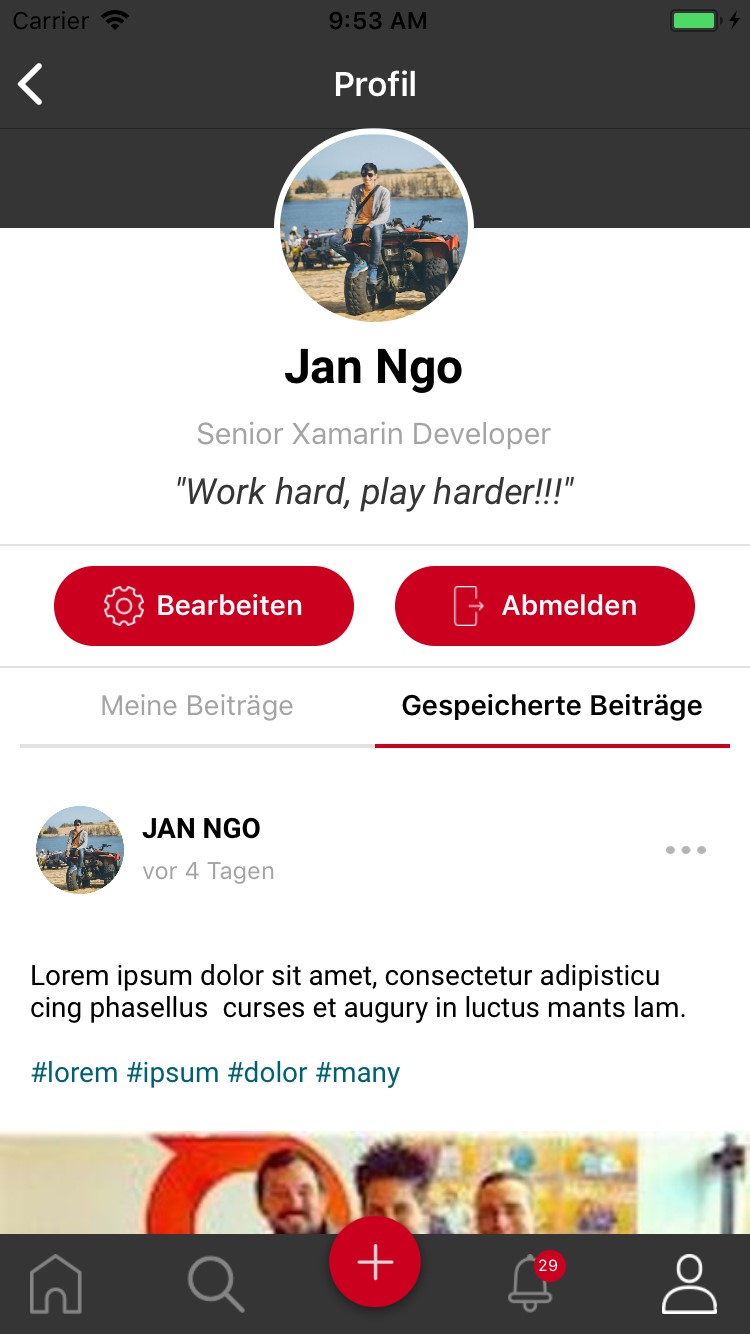 Carrier 9:53 AM
Profil
Jan Ngo
Senior Xamarin Developer
"Work hard, play harder!!!"
Bearbeiten Abmelden
Meine Beiträge Gespeicherte Beiträge
JAN NGO
vor 4 Tagen
Lorem ipsum dolor sit amet, consectetur adipisticu
cing phasellus  curses et augury in luctus mants lam.
#lorem #ipsum #dolor #many
29